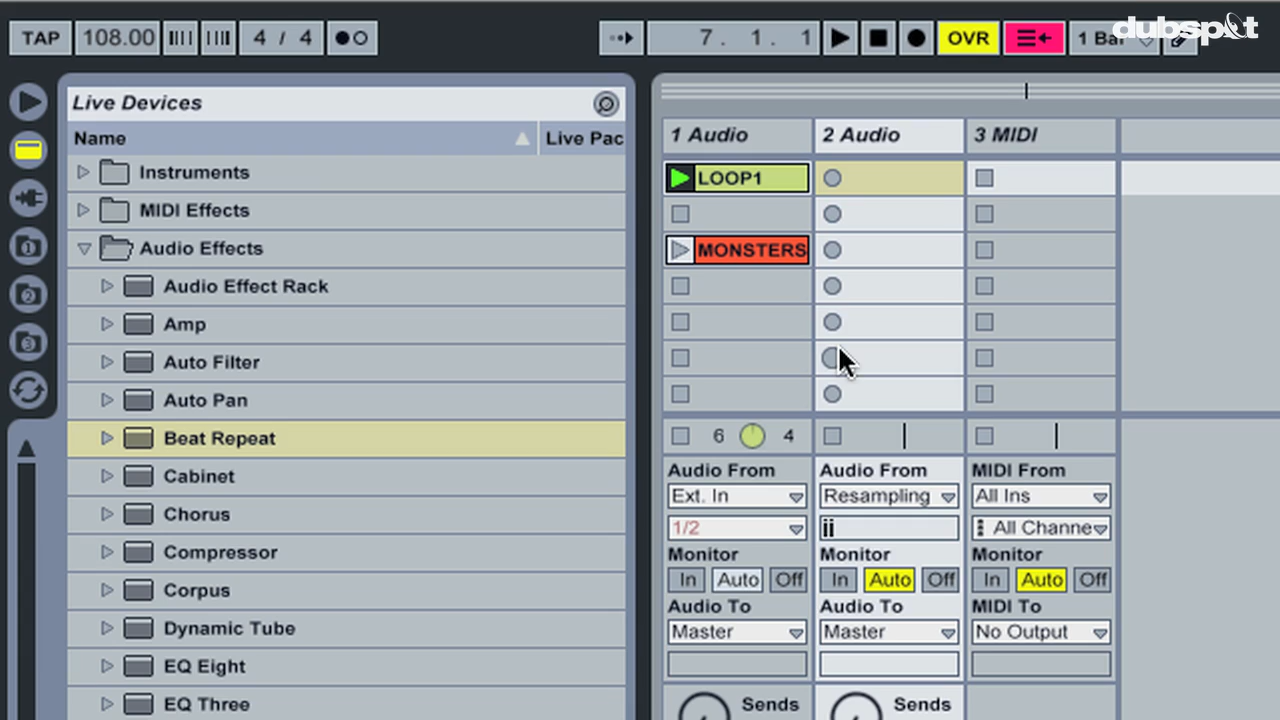 TAP 108.00 4 / 4 7. 1. 1 OVR 1 Bar dubspot
Live Devices
Name Live Pac
Instruments
MIDI Effects
Audio Effects
Audio Effect Rack
Amp
Auto Filter
Auto Pan
Beat Repeat
Cabinet
Chorus
Compressor
Corpus
Dynamic Tube
EQ Eight
EQ Three
1 Audio 2 Audio 3 MIDI
LOOP1
MONSTERS
6 4
Audio From Audio From MIDI From
Ext. In Resampling All Ins
1/2 All Channe
Monitor Monitor Monitor
In Auto Off In Auto Off In Auto Off
Audio To Audio To MIDI To
Master Master No Output
Sends Sends
1
2
3